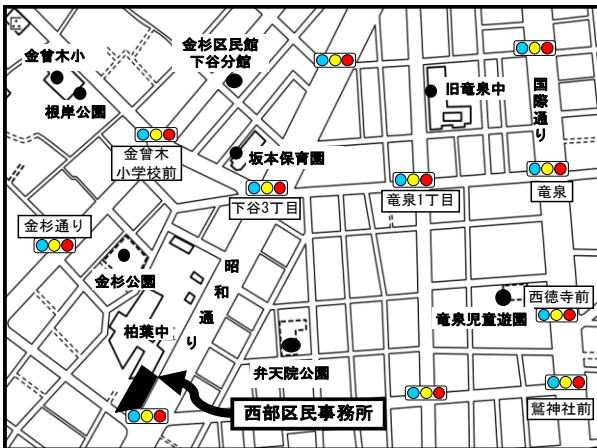 金曾木小
根岸公園
金杉区民館
下谷分館
旧竜泉中
国際通り
金曾木
小学校前
坂本保育園
下谷3丁目
竜泉1丁目
竜泉
金杉通り
金杉公園
昭和通り
柏葉中
竜泉児童遊園
西徳寺前
弁天院公園
西部区民事務所
鷲神社前